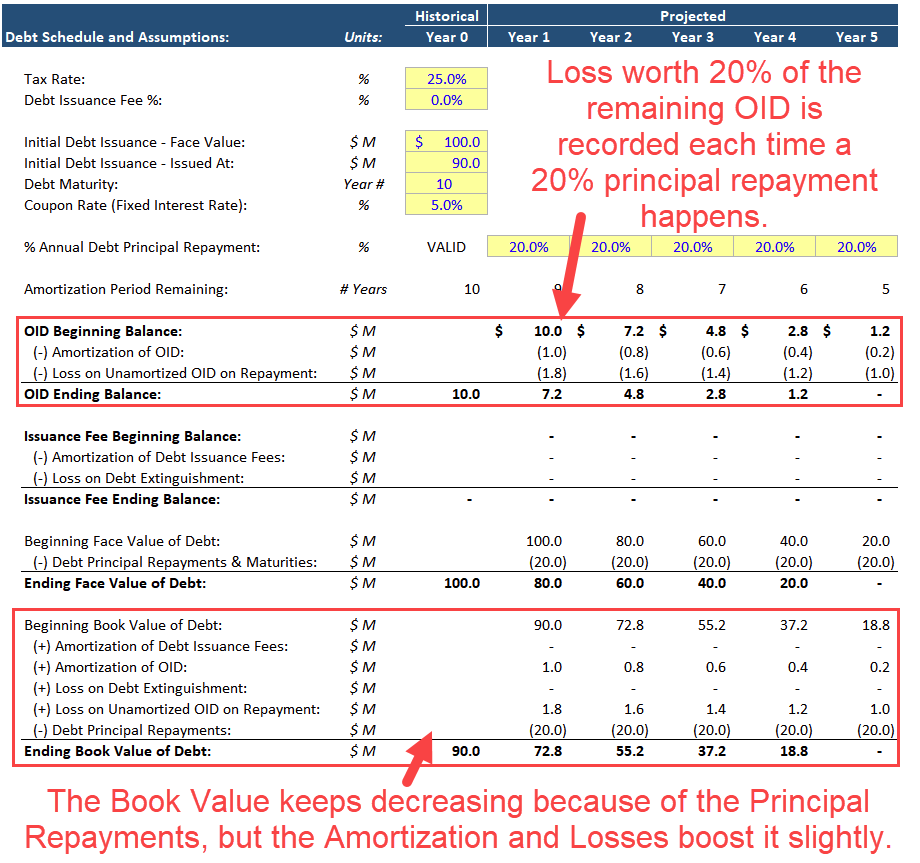 Historical Projected
Debt Schedule and Assumptions: Units: Year 0 Year 1 Year 2 Year 3 Year 4 Year 5
Tax Rate: % 25.0%
Debt Issuance Fee %: % 0.0%
Initial Debt Issuance - Face Value: $ M $ 100.0
Initial Debt Issuance - Issued At: $ M 90.0
Debt Maturity: Year # 10
Coupon Rate (Fixed Interest Rate): % 5.0%
Loss worth 20% of the
remaining OID is
recorded each time a
20% principal repayment
happens.
% Annual Debt Principal Repayment: % VALID 20.0% 20.0% 20.0% 20.0% 20.0%
Amortization Period Remaining: # Years 10 9 8 7 6 5
OID Beginning Balance: $ M $ 10.0 $ 7.2 $ 4.8 $ 2.8 $ 1.2
(-) Amortization of OID: $ M (1.0) (0.8) (0.6) (0.4) (0.2)
(-) Loss on Unamortized OID on Repayment: $ M (1.8) (1.6) (1.4) (1.2) (1.0)
OID Ending Balance: $ M 10.0 7.2 4.8 2.8 1.2 -
Issuance Fee Beginning Balance: $ M - - - - -
(-) Amortization of Debt Issuance Fees: $ M - - - - -
(-) Loss on Debt Extinguishment: $ M - - - - -
Issuance Fee Ending Balance: $ M - - - - - -
Beginning Face Value of Debt: $ M 100.0 80.0 60.0 40.0 20.0
(-) Debt Principal Repayments & Maturities: $ M (20.0) (20.0) (20.0) (20.0) (20.0)
Ending Face Value of Debt: $ M 100.0 80.0 60.0 40.0 20.0 -
Beginning Book Value of Debt: $ M 90.0 72.8 55.2 37.2 18.8
(+) Amortization of Debt Issuance Fees: $ M - - - - -
(+) Amortization of OID: $ M 1.0 0.8 0.6 0.4 0.2
(+) Loss on Debt Extinguishment: $ M - - - - -
(+) Loss on Unamortized OID on Repayment: $ M 1.8 1.6 1.4 1.2 1.0
(-) Debt Principal Repayments: $ M (20.0) (20.0) (20.0) (20.0) (20.0)
Ending Book Value of Debt: $ M 90.0 72.8 55.2 37.2 18.8 -
The Book Value keeps decreasing because of the Principal
Repayments, but the Amortization and Losses boost it slightly.